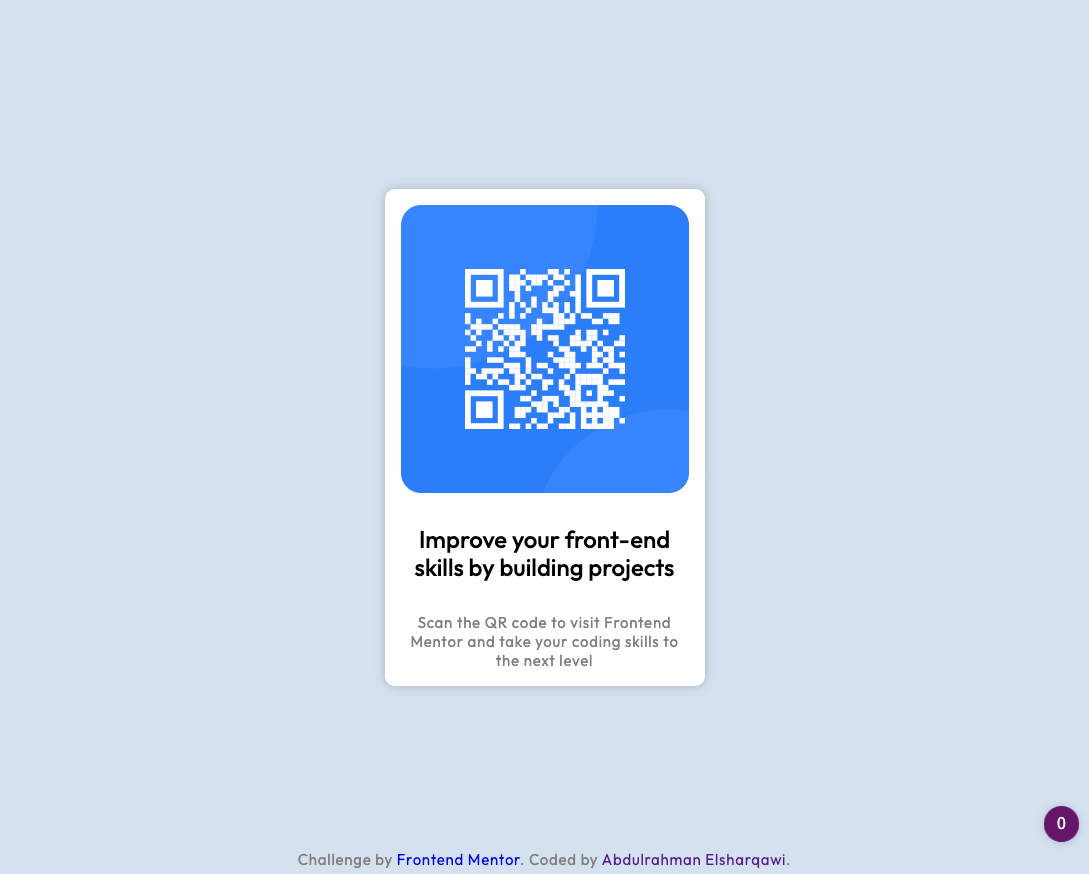 Improve your front-end
skills by building projects
Scan the QR code to visit Frontend
Mentor and take your coding skills to
the next level
0
Challenge by Frontend Mentor. Coded by Abdulrahman Elsharqawi.